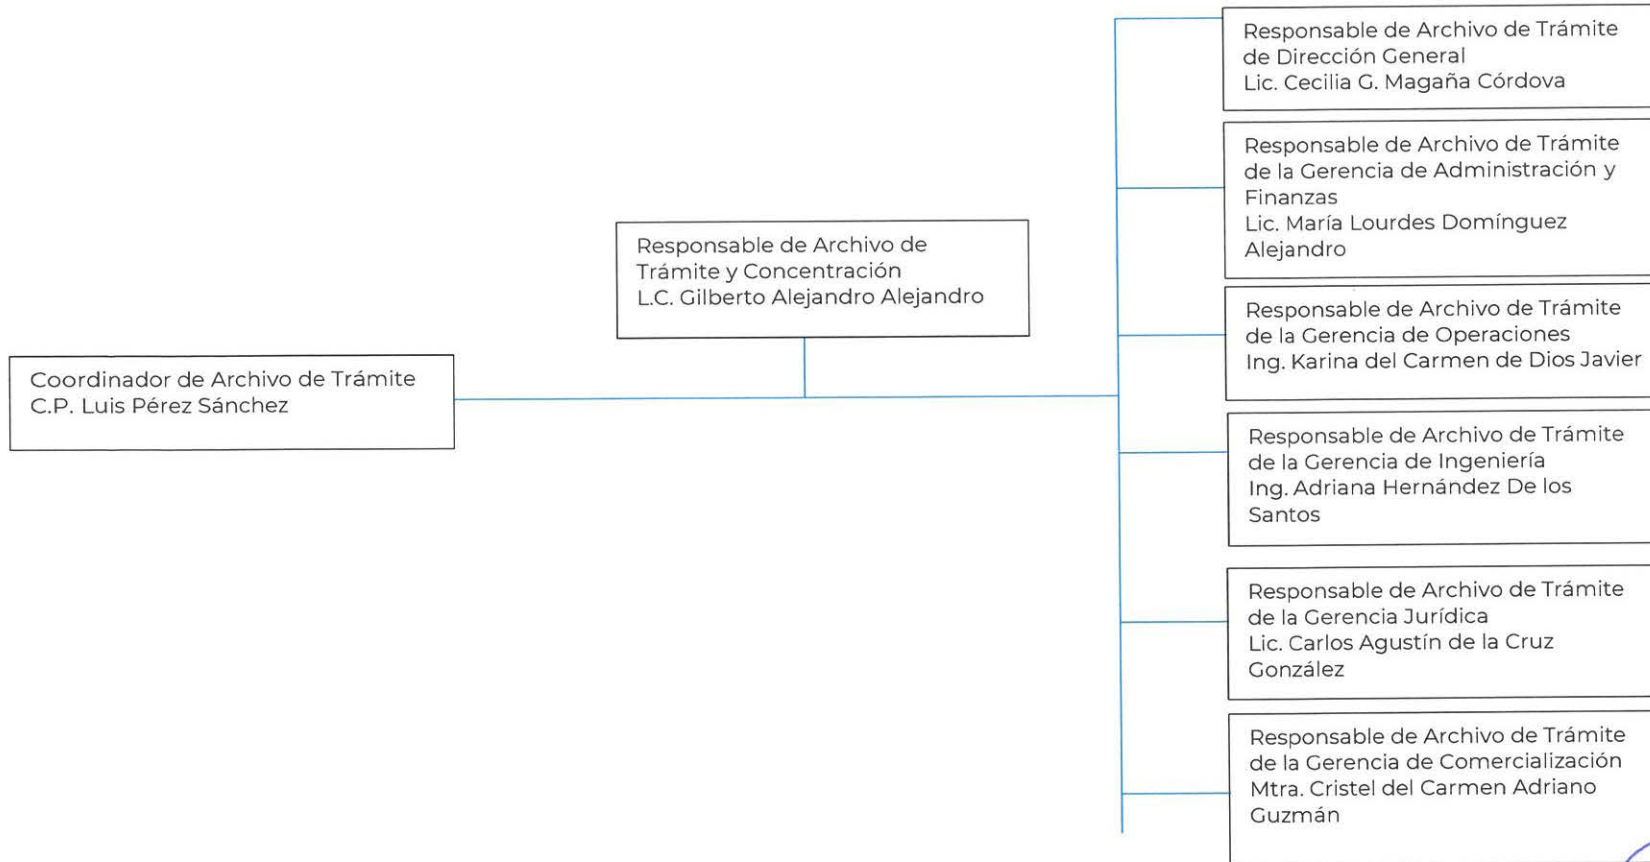 Coordinador de Archivo de Trámite
C.P. Luis Pérez Sánchez
Responsable de Archivo de
Trámite y Concentración
L.C. Gilberto Alejandro Alejandro
Responsable de Archivo de Trámite
de Dirección General
Lic. Cecilia G. Magaña Córdova
Responsable de Archivo de Trámite
de la Gerencia de Administración y
Finanzas
Lic. María Lourdes Domínguez
Alejandro
Responsable de Archivo de Trámite
de la Gerencia de Operaciones
Ing. Karina del Carmen de Dios Javier
Responsable de Archivo de Trámite
de la Gerencia de Ingeniería
Ing. Adriana Hernández De los
Santos
Responsable de Archivo de Trámite
de la Gerencia Jurídica
Lic. Carlos Agustín de la Cruz
González
Responsable de Archivo de Trámite
de la Gerencia de Comercialización
Mtra. Cristel del Carmen Adriano
Guzmán